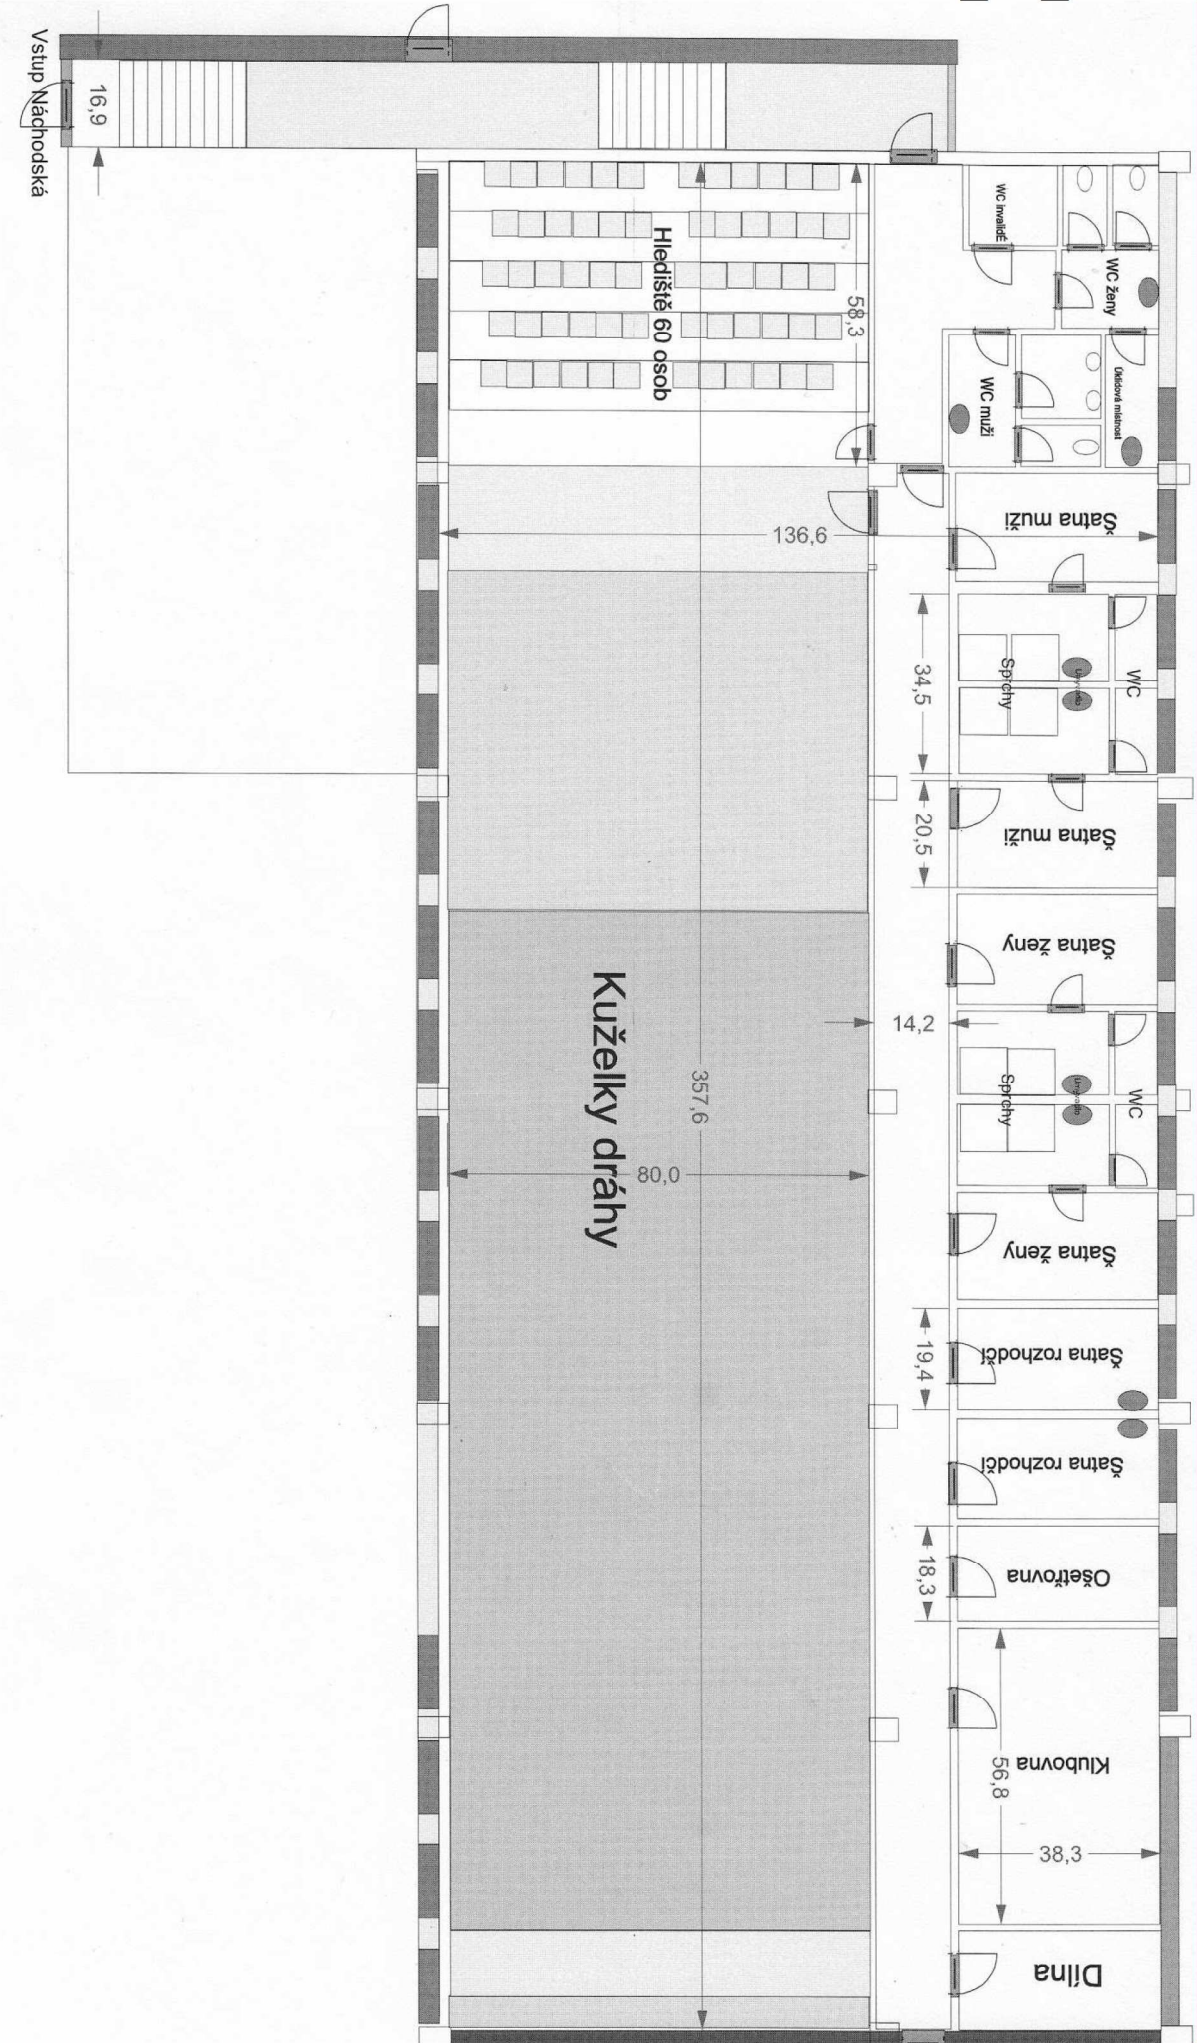 Vstup Náchodská
16,9
WC invalidé
WC ženy
Hlediště 60 osob
58,3
WC muži
Úklidová místnost
Šatna muži
136,6
34,5
Sprchy
WC
20,5
Šatna muži
Šatna ženy
Kuželky dráhy
14,2
357,6
Sprchy
Umyvadlo
WC
80,0
Šatna ženy
19,4
Šatna rozhodčí
Šatna rozhodčí
18,3
Ošetřovna
Klubovna
56,8
38,3
Dílna